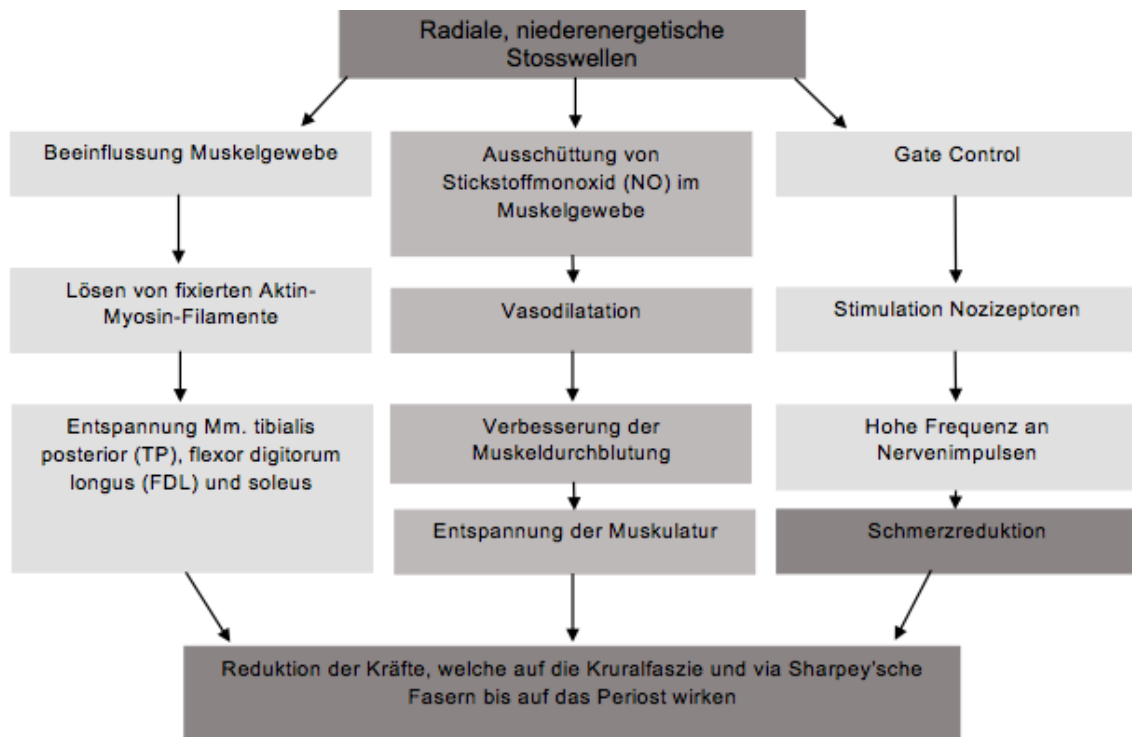 Radiale, niederenergetische
Stosswellen
Beeinflussung Muskelgewebe
Ausschüttung von
Stickstoffmonoxid (NO) im
Muskelgewebe
Gate Control
Lösen von fixierten Aktin-
Myosin-Filamente
Vasodilatation
Stimulation Nozizeptoren
Entspannung Mm. tibialis
posterior (TP), flexor digitorum
longus (FDL) und soleus
Verbesserung der
Muskeldurchblutung
Hohe Frequenz an
Nervenimpulsen
Entspannung der Muskulatur
Schmerzreduktion
Reduktion der Kräfte, welche auf die Kruralfaszie und via Sharpey'sche
Fasern bis auf das Periost wirken